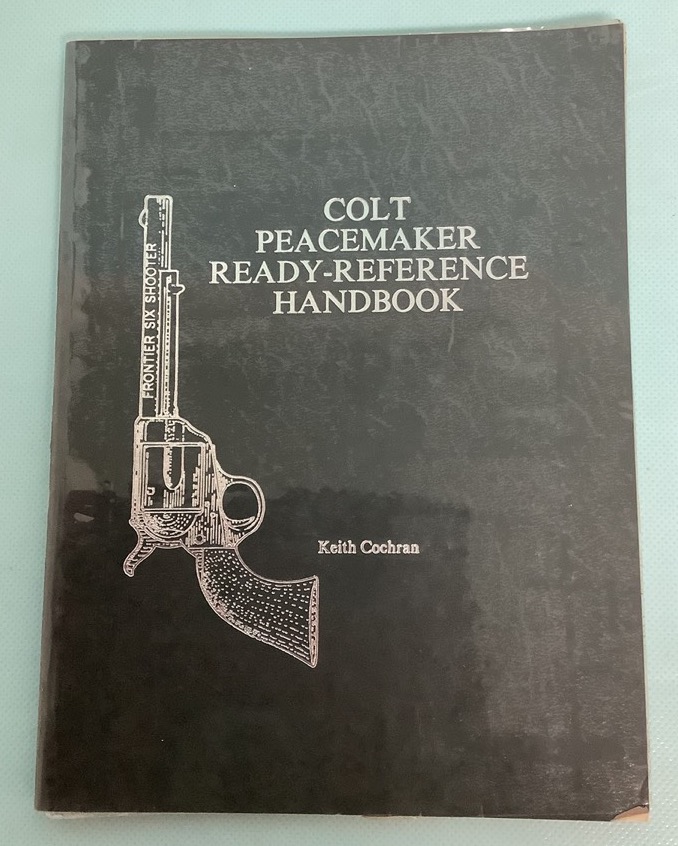 COLT
PEACEMAKER
READY-REFERENCE
HANDBOOK
FRONTIER SIX SHOOTER
Keith Cochran